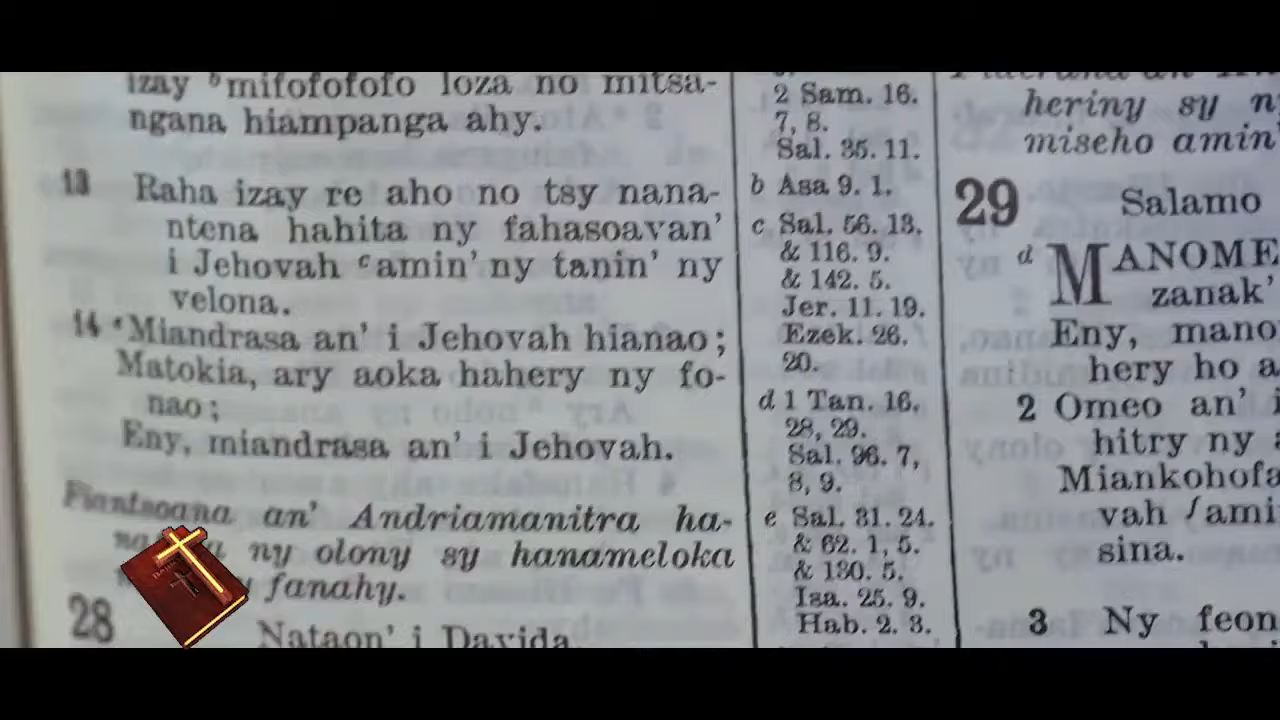 izay b mifofofofo loza no mitsa-
ngana hiampanga ahy.
13 Raha izay re aho no tsy nana-
ntena hahita ny fahasoavan'
i Jehovah c amin' ny tanin' ny
velona.
14 e Miandrasa an' i Jehovah hianao;
Matokia, ary aoka hahery ny fo-
nao;
Eny, miandrasa an' i Jehovah.
Fiantsoana an' Andriamanitra ha-
ny olony sy hanameloka
fanahy.
28
Nataon' i Davida.
2 Sam. 16.
7, 8.
Sal. 35. 11.
b Asa 9. 1.
c Sal. 56. 13.
& 116. 9.
& 142. 5.
Jer. 11. 19.
Ezek. 26.
20.
d 1 Tan. 16.
28, 29.
Sal. 96. 7,
8, 9.
e Sal. 31. 24.
& 62. 1, 5.
& 130. 5.
Isa. 25. 9.
Hab. 2. 3.
heriny sy n
miseho amin'
29 Salamo
d MANOME
zanak'
Eny, mano
hery ho a
2 Omeo an' i
hitry ny
Miankohofa
vah f ami
sina.
3 Ny feon